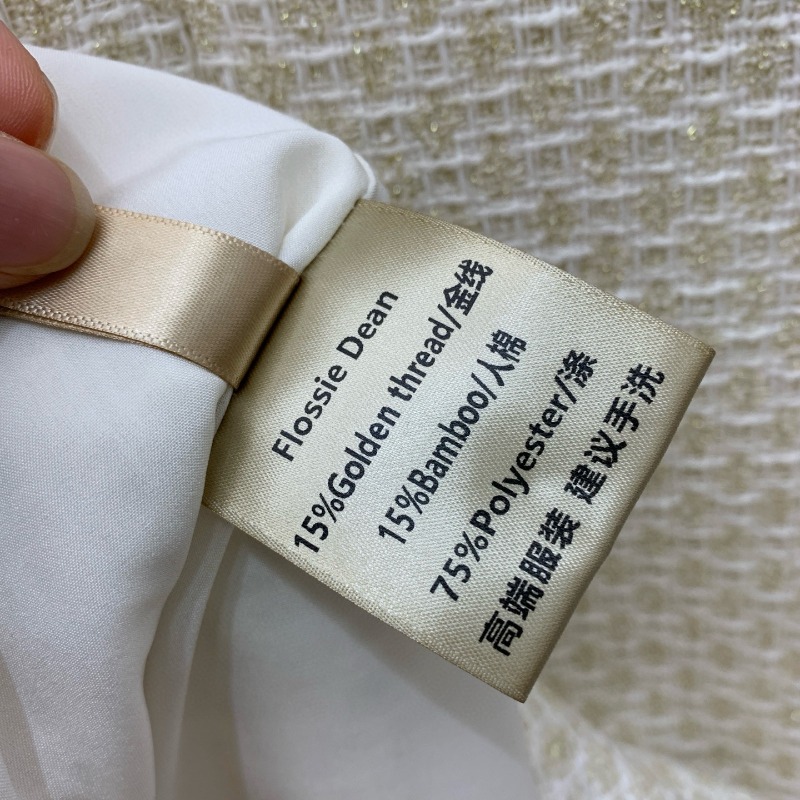 Flossie Dean
15%Golden thread/金线
15%Bamboo/人棉
75%Polyester/涤
高端服装 建议手洗